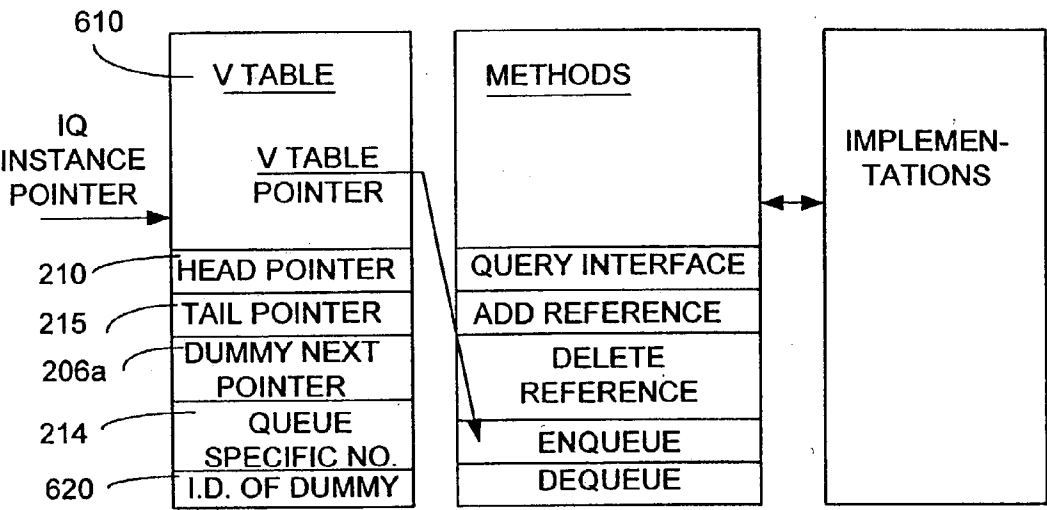 610
V TABLE
IQ
INSTANCE
POINTER
V TABLE
POINTER
210
HEAD POINTER
215
TAIL POINTER
206a
DUMMY NEXT
POINTER
214
QUEUE
SPECIFIC NO.
620
I.D. OF DUMMY
METHODS
QUERY INTERFACE
ADD REFERENCE
DELETE
REFERENCE
ENQUEUE
DEQUEUE
IMPLEMEN-
TATIONS